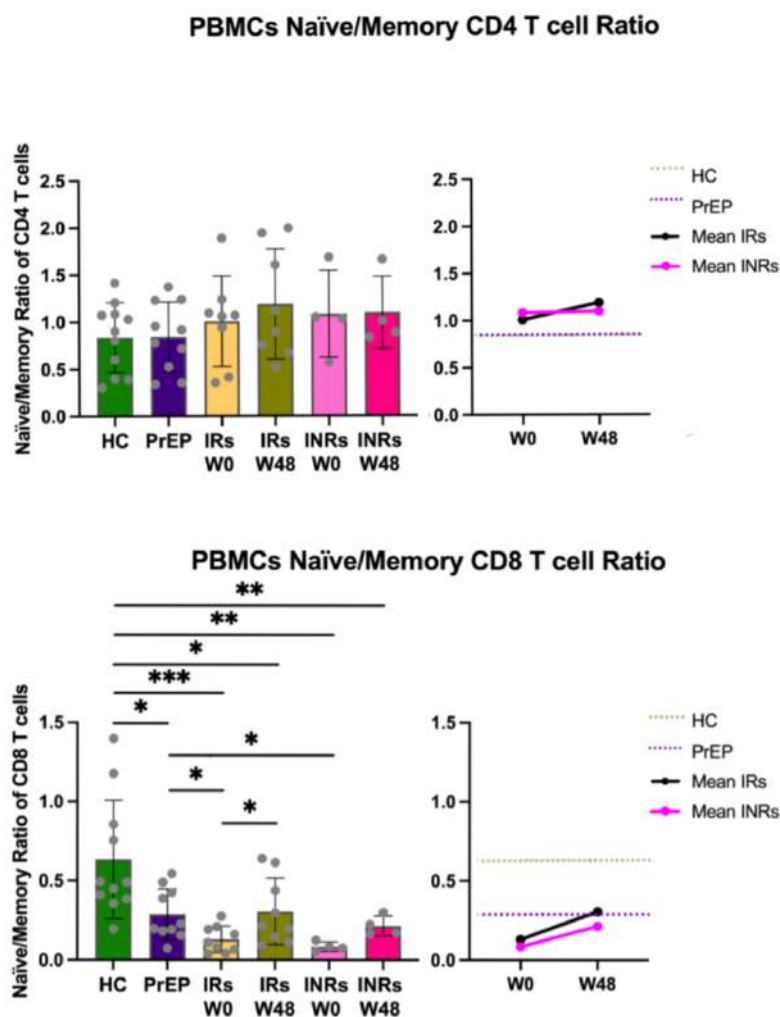 PBMCs Naïve/Memory CD4 T cell Ratio
Naïve/Memory Ratio of CD4 T cells
2.5
2.0
1.5
1.0
0.5
0.0
HC PrEP IRs W0 IRs W48 INRs W0 INRs W48
2.5
2.0
1.5
1.0
0.5
0.0
W0 W48
HC
PrEP
Mean IRs
Mean INRs
PBMCs Naïve/Memory CD8 T cell Ratio
**
**
*
***
*
*
*
*
Naïve/Memory Ratio of CD8 T cells
1.5
1.0
0.5
0.0
HC PrEP IRs W0 IRs W48 INRs W0 INRs W48
1.5
1.0
0.5
0.0
W0 W48
HC
PrEP
Mean IRs
Mean INRs